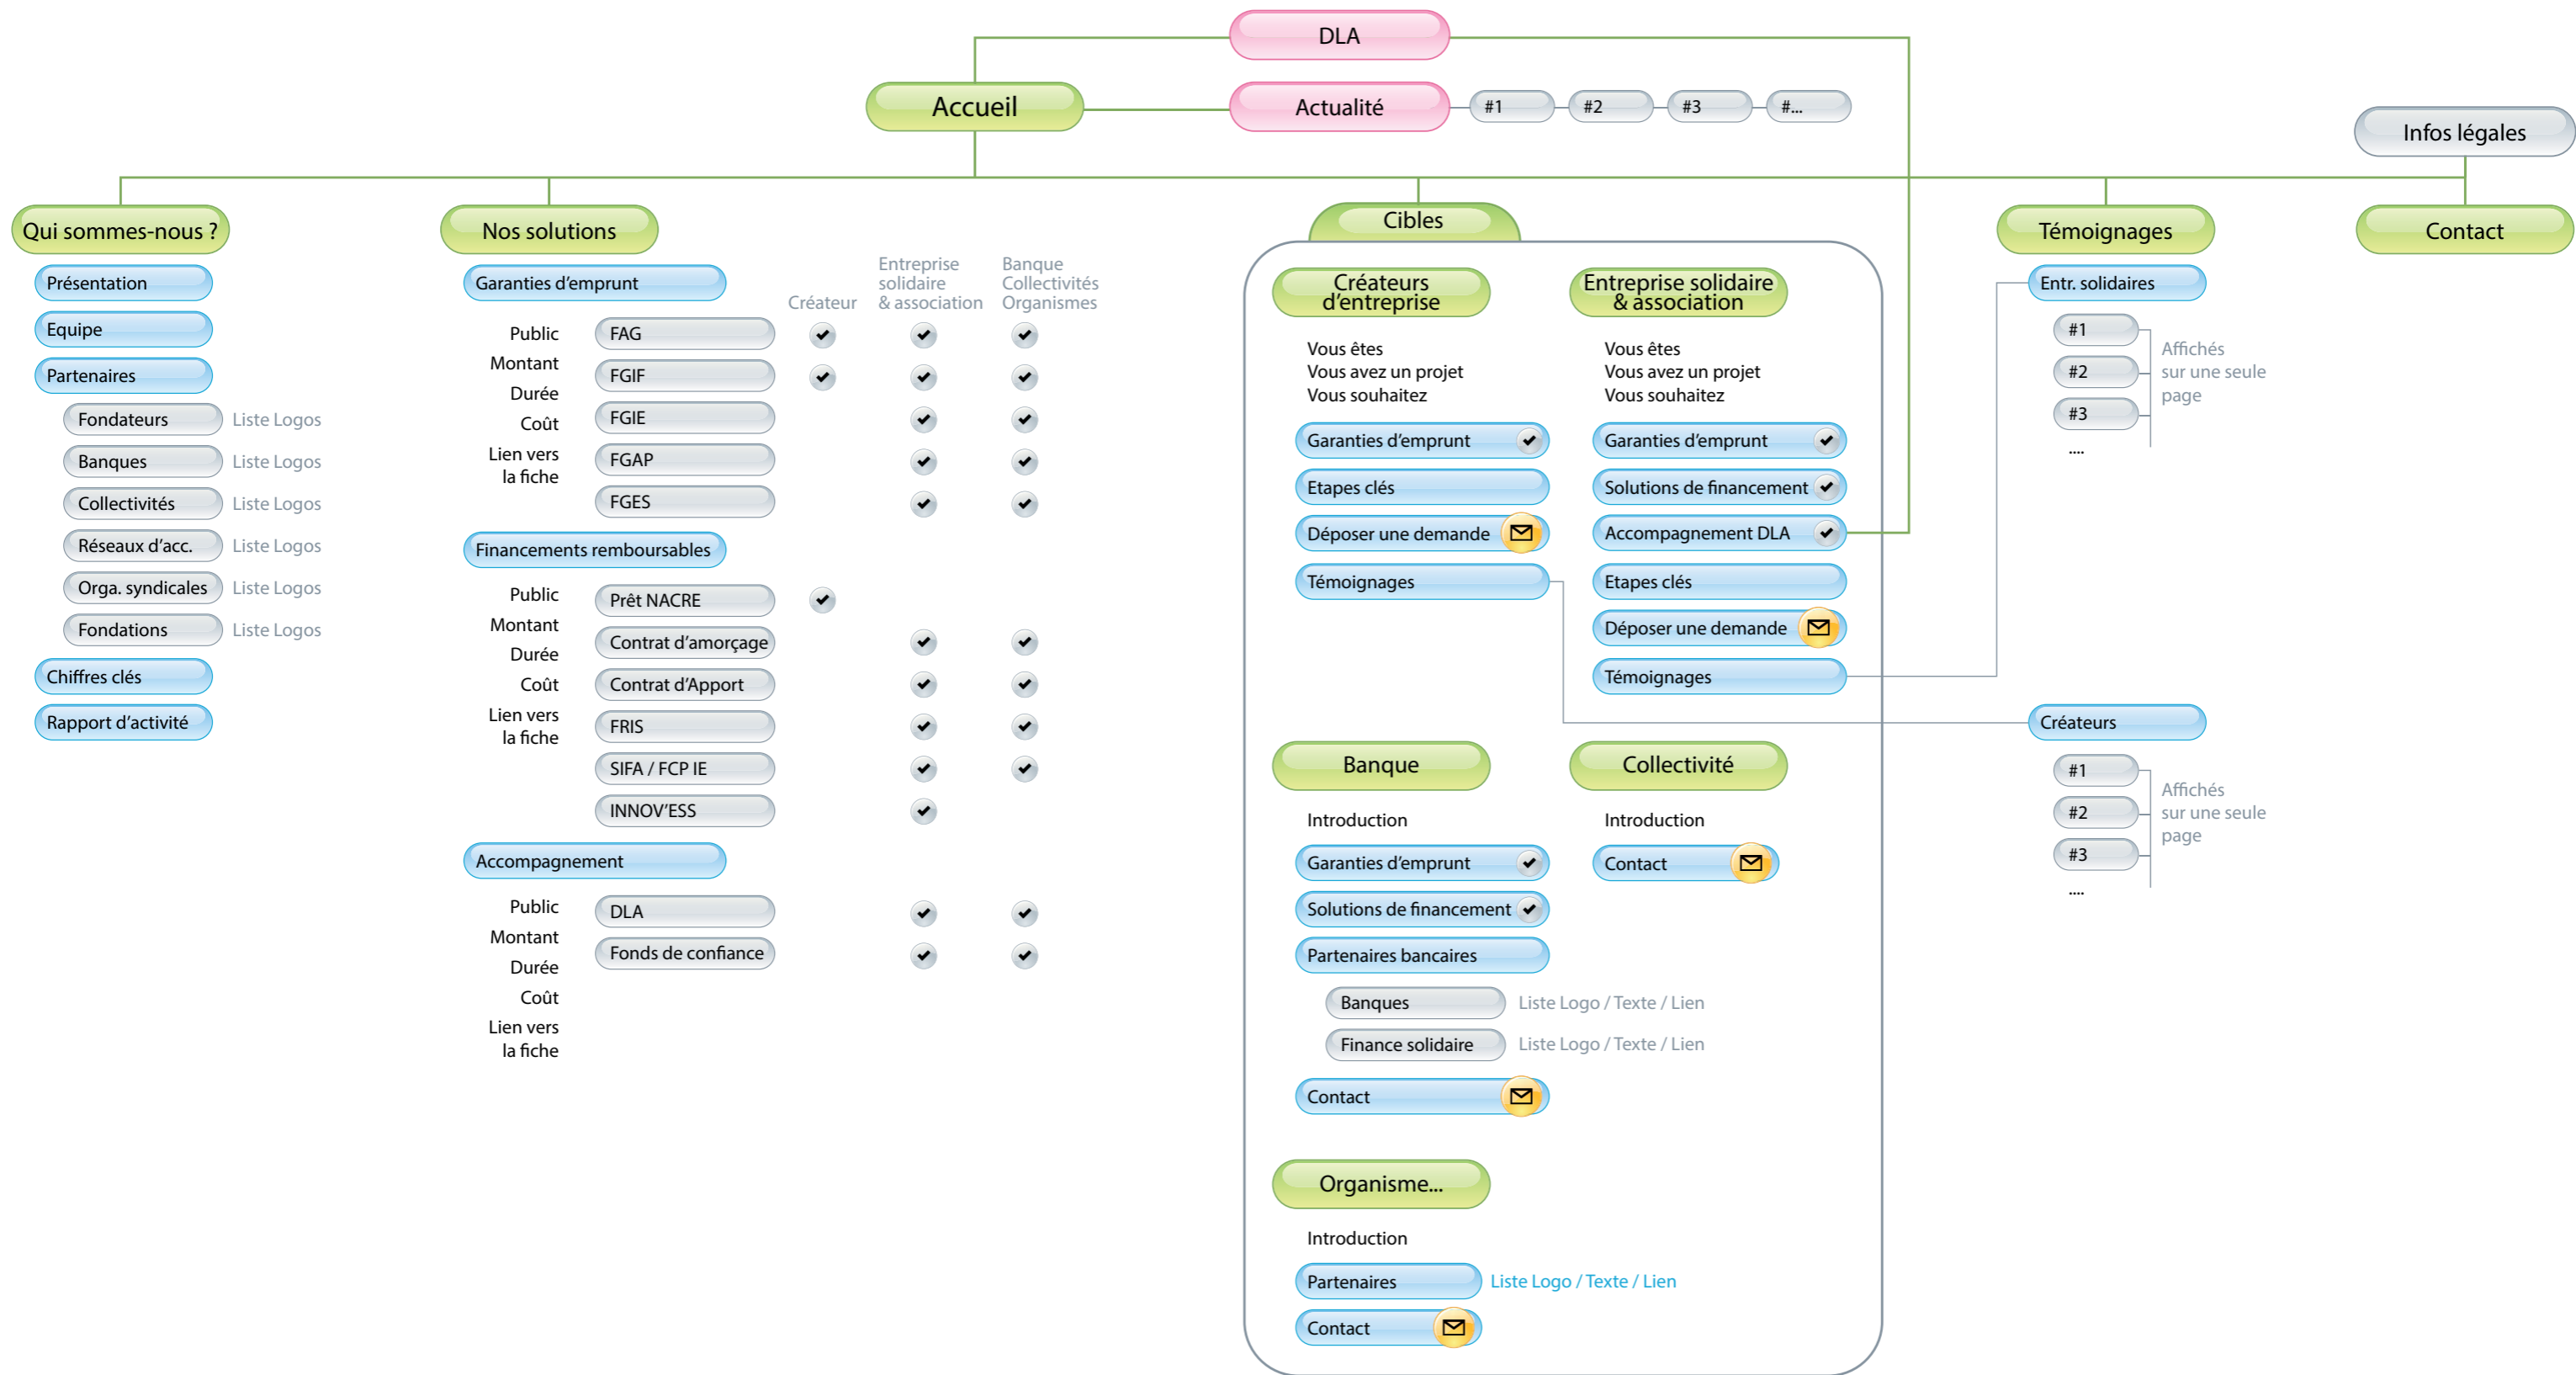 DLA
Accueil
Actualité
#1
#2
#3
#...
Infos légales
Qui sommes-nous ?
Présentation
Equipe
Partenaires
Fondateurs
Liste Logos
Banques
Liste Logos
Collectivités
Liste Logos
Réseaux d'acc.
Liste Logos
Orga. syndicales
Liste Logos
Fondations
Liste Logos
Chiffres clés
Rapport d'activité
Nos solutions
Garanties d'emprunt
Créateur
Entreprise
solidaire
& association
Banque
Collectivités
Organismes
Public
Montant
Durée
Coût
Lien vers
la fiche
FAG
FGIF
FGIE
FGAP
FGES
Financements remboursables
Public
Montant
Durée
Coût
Lien vers
la fiche
Prêt NACRE
Contrat d'amorçage
Contrat d'Apport
FRIS
SIFA / FCP IE
INNOV'ESS
Accompagnement
Public
Montant
Durée
Coût
Lien vers
la fiche
DLA
Fonds de confiance
Cibles
Créateurs
d'entreprise
Vous êtes
Vous avez un projet
Vous souhaitez
Garanties d'emprunt
Etapes clés
Déposer une demande
Témoignages
Entreprise solidaire
& association
Vous êtes
Vous avez un projet
Vous souhaitez
Garanties d'emprunt
Solutions de financement
Accompagnement DLA
Etapes clés
Déposer une demande
Témoignages
Banque
Introduction
Garanties d'emprunt
Solutions de financement
Partenaires bancaires
Banques
Liste Logo / Texte / Lien
Finance solidaire
Liste Logo / Texte / Lien
Contact
Collectivité
Introduction
Contact
Organisme...
Introduction
Partenaires
Liste Logo / Texte / Lien
Contact
Témoignages
Entr. solidaires
#1
#2
#3
....
Affichés
sur une seule
page
Créateurs
#1
#2
#3
....
Affichés
sur une seule
page
Contact